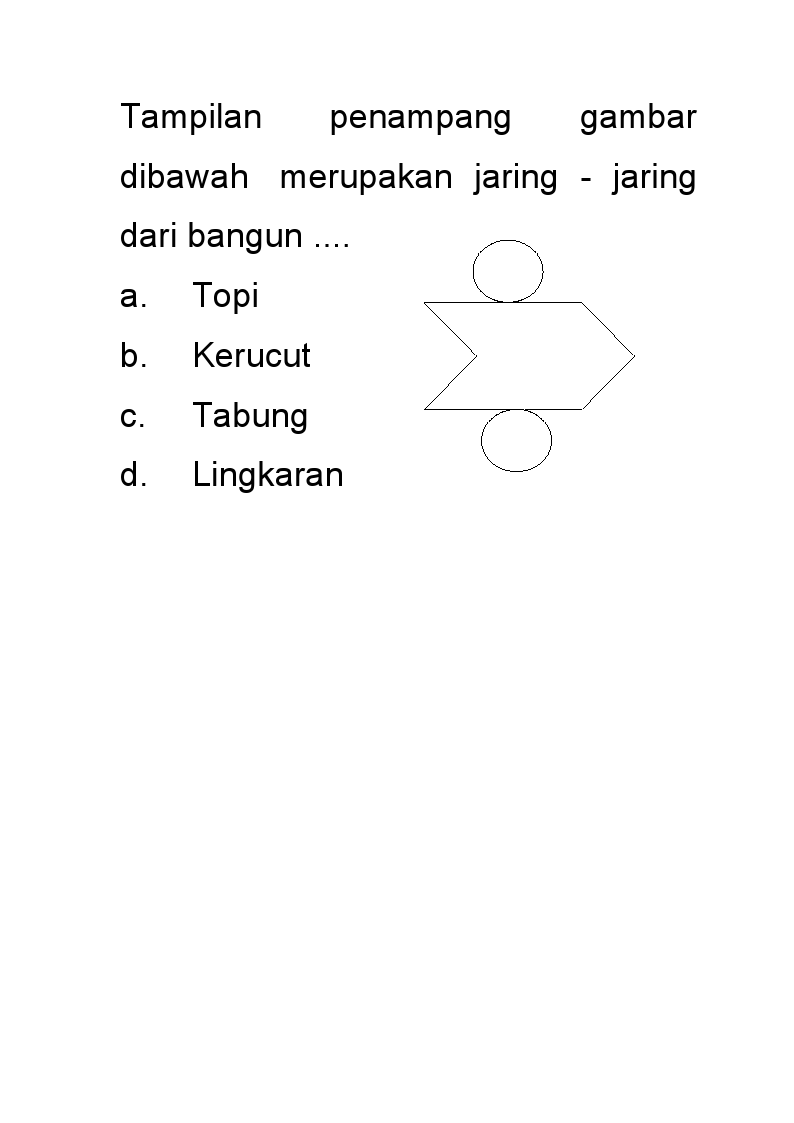 Tampilan penampang gambar
dibawah merupakan jaring - jaring
dari bangun ....
a. Topi
b. Kerucut
c. Tabung
d. Lingkaran